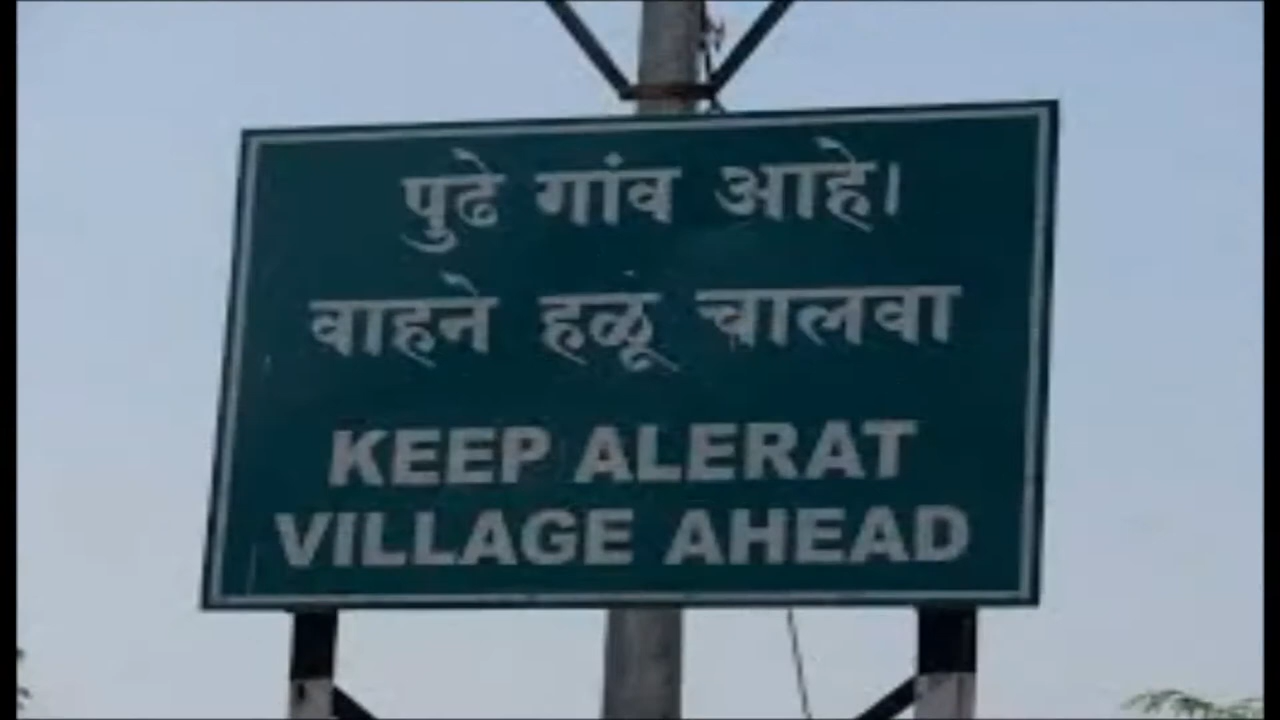 पुढे गांव आहे।
वाहने हळूं चालवा
KEEP ALERAT
VILLAGE AHEAD